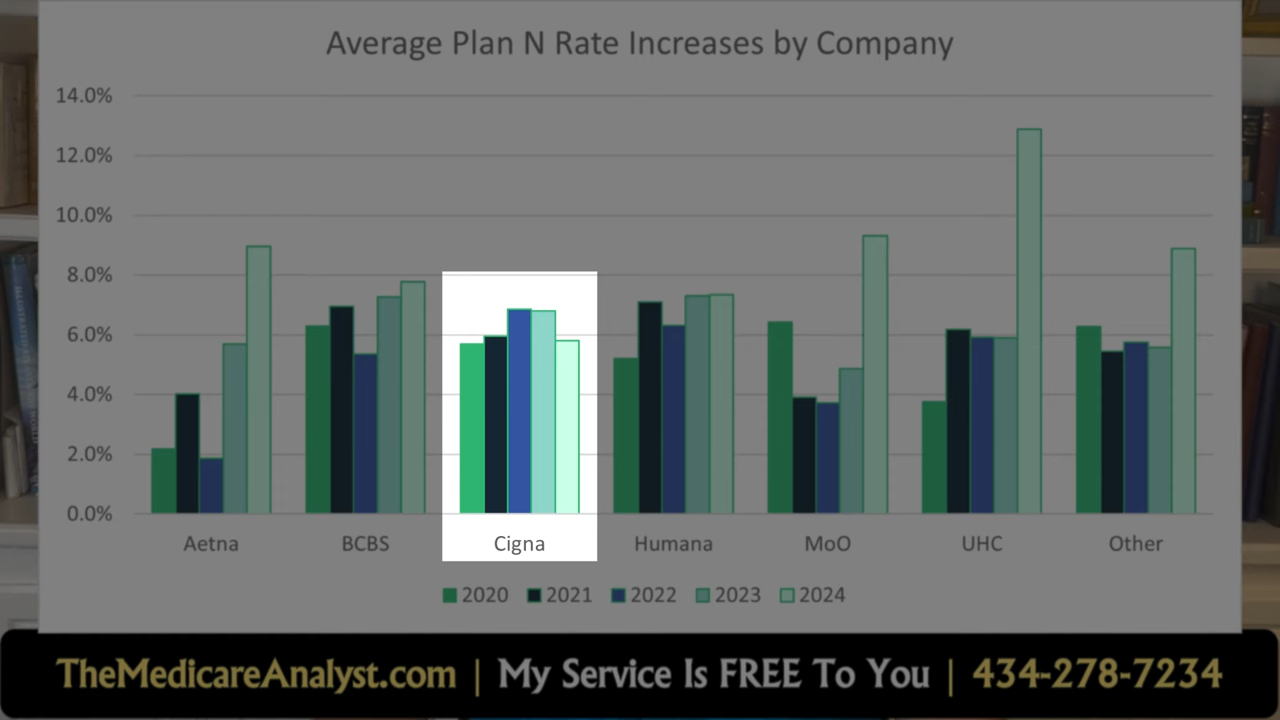 Average Plan N Rate Increases by Company
14.0%
12.0%
10.0%
8.0%
6.0%
4.0%
2.0%
0.0%
Aetna BCBS Cigna Humana MoO UHC Other
2020 2021 2022 2023 2024
TheMedicareAnalyst.com | My Service Is FREE To You | 434-278-7234